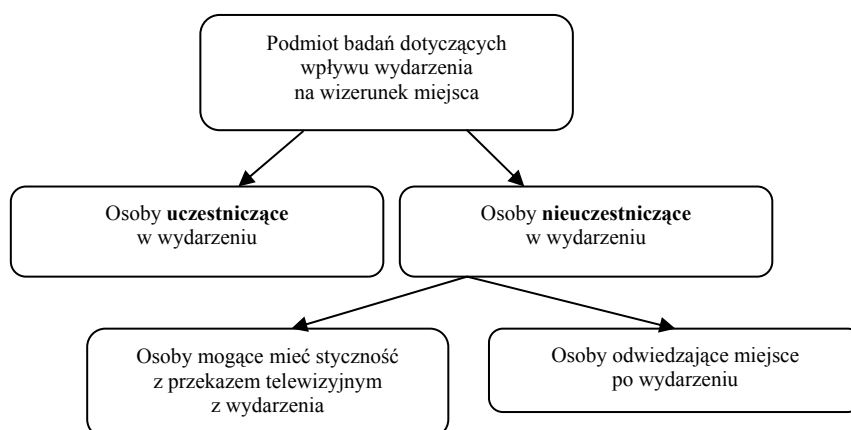 Podmiot badań dotyczących
wpływu wydarzenia
na wizerunek miejsca
Osoby uczestniczące
w wydarzeniu
Osoby nieuczestniczące
w wydarzeniu
Osoby mogące mieć styczność
z przekazem telewizyjnym
z wydarzenia
Osoby odwiedzające miejsce
po wydarzeniu